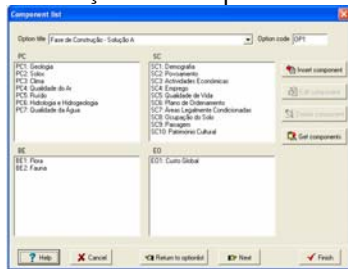 Component list
Option title Fase de Construção - Solução A Option code OP1
PC
PC1: Geologia
PC2: Solos
PC3: Clima
PC4: Qualidade do Ar
PC5: Ruído
PC6: Hidrologia e Hidrogeologia
PC7: Qualidade da Água
SC
SC1: Demografia
SC2: Povoamento
SC3: Actividades Económicas
SC4: Emprego
SC5: Qualidade de Vida
SC6: Plano de Ordenamento
SC7: Áreas Legalmente Condicionadas
SC8: Ocupação do Solo
SC9: Paisagem
SC10: Património Cultural
Insert component
Edit component
Delete component
Get components
BE
BE1: Flora
BE2: Fauna
EO
EO1: Custo Global
Help
Cancel
Return to optionlist
Next
Finish